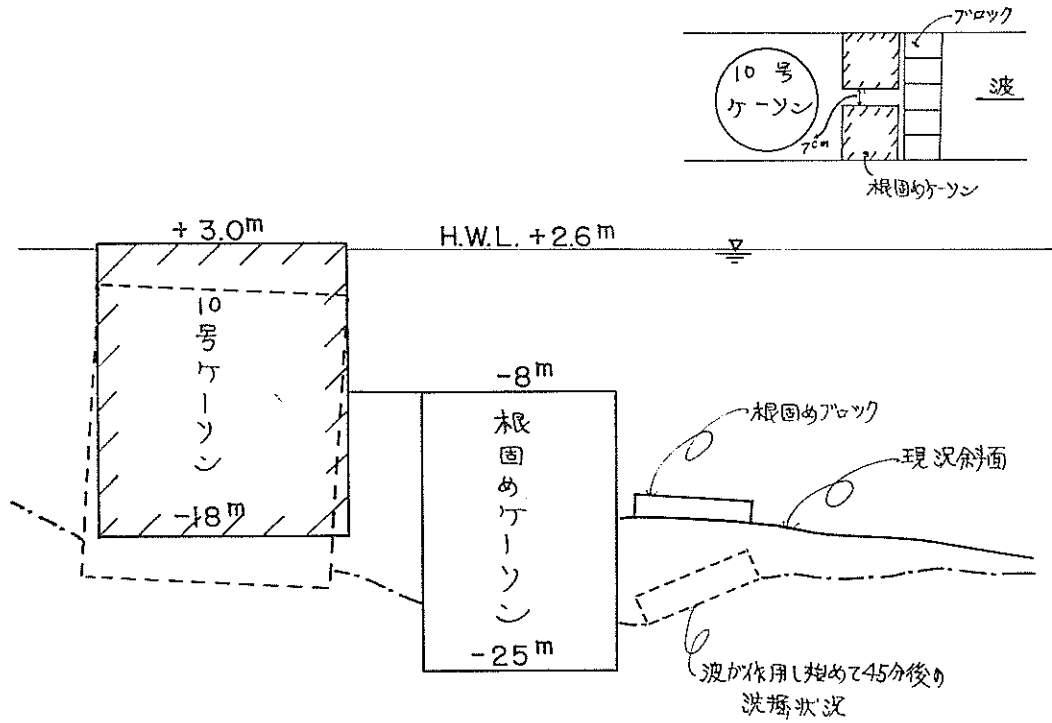 ブロック
10号
ケーソン
波
7cm
根固めケーソン
+3.0m
H.W.L. +2.6m
10号ケーソン
-18m
-8m
根固めケーソン
-25m
根固めブロック
現況斜面
波が作用し始めて45分後の
洗掘状況